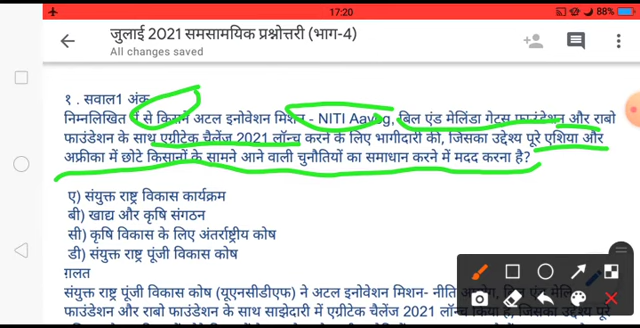 17:20
88%
जुलाई 2021 समसामयिक प्रश्नोत्तरी (भाग-4)
All changes saved
१ . सवाल1 अंक
निम्नलिखित में से किसने अटल इनोवेशन मिशन - NITI Aayog, बिल एंड मेलिंडा गेट्स फाउंडेशन और राबो
फाउंडेशन के साथ एग्रीटेक चैलेंज 2021 लॉन्च करने के लिए भागीदारी की, जिसका उद्देश्य पूरे एशिया और
अफ्रीका में छोटे किसानों के सामने आने वाली चुनौतियों का समाधान करने में मदद करना है?
ए) संयुक्त राष्ट्र विकास कार्यक्रम
बी) खाद्य और कृषि संगठन
सी) कृषि विकास के लिए अंतर्राष्ट्रीय कोष
डी) संयुक्त राष्ट्र पूंजी विकास कोष
ग़लत
संयुक्त राष्ट्र पूंजी विकास कोष (यूएनसीडीएफ) ने अटल इनोवेशन मिशन- नीति
फाउंडेशन और राबो फाउंडेशन के साथ साझेदारी में एग्रीटेक चैलेंज 2021